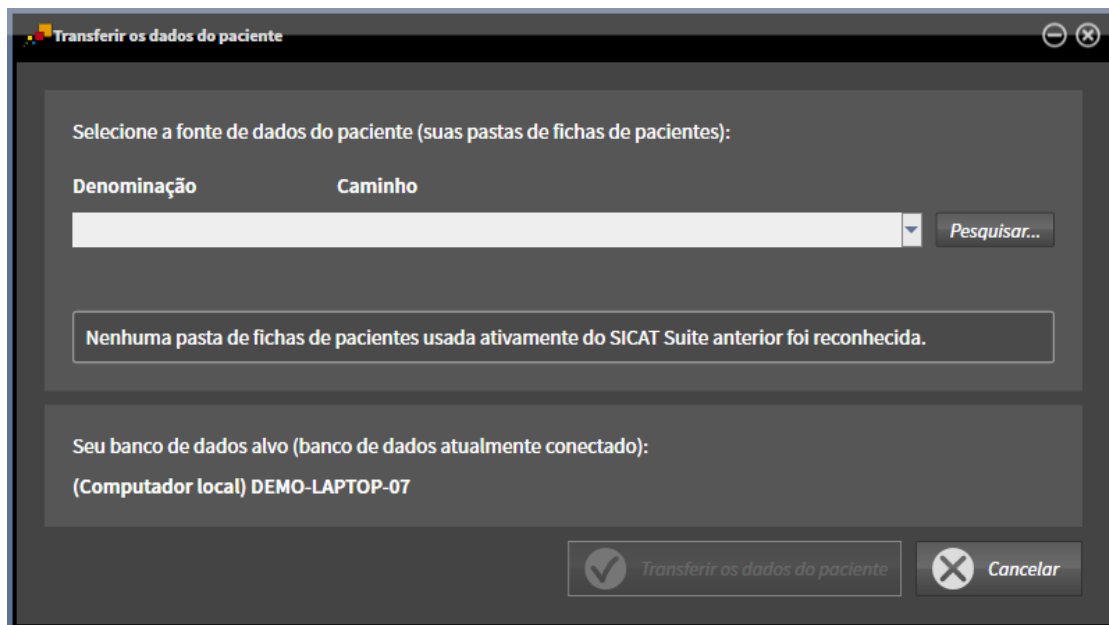 Transferir os dados do paciente
Selecione a fonte de dados do paciente (suas pastas de fichas de pacientes):
Denominação Caminho
Pesquisar...
Nenhuma pasta de fichas de pacientes usada ativamente do SICAT Suite anterior foi reconhecida.
Seu banco de dados alvo (banco de dados atualmente conectado):
(Computador local) DEMO-LAPTOP-07
Transferir os dados do paciente Cancelar